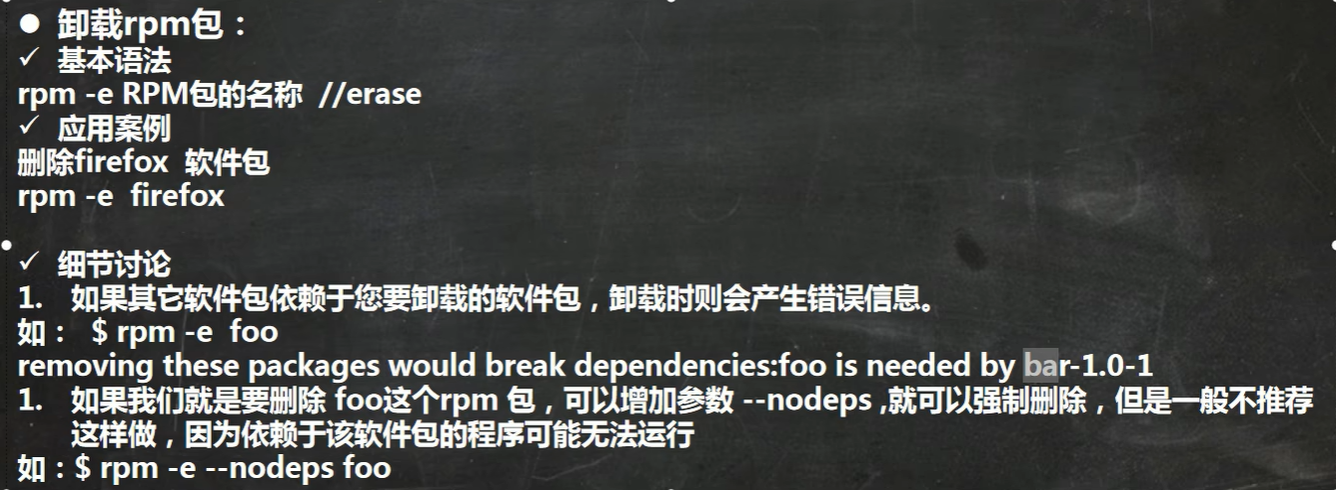 ● 卸载rpm包：
✓ 基本语法
rpm -e RPM包的名称 //erase
✓ 应用案例
删除firefox 软件包
rpm -e firefox
✓ 细节讨论
1. 如果其它软件包依赖于您要卸载的软件包，卸载时则会产生错误信息。
如： $ rpm -e foo
removing these packages would break dependencies:foo is needed by bar-1.0-1
1. 如果我们就是要删除 foo这个rpm 包，可以增加参数 --nodeps ,就可以强制删除，但是一般不推荐
这样做，因为依赖于该软件包的程序可能无法运行
如：$ rpm -e --nodeps foo